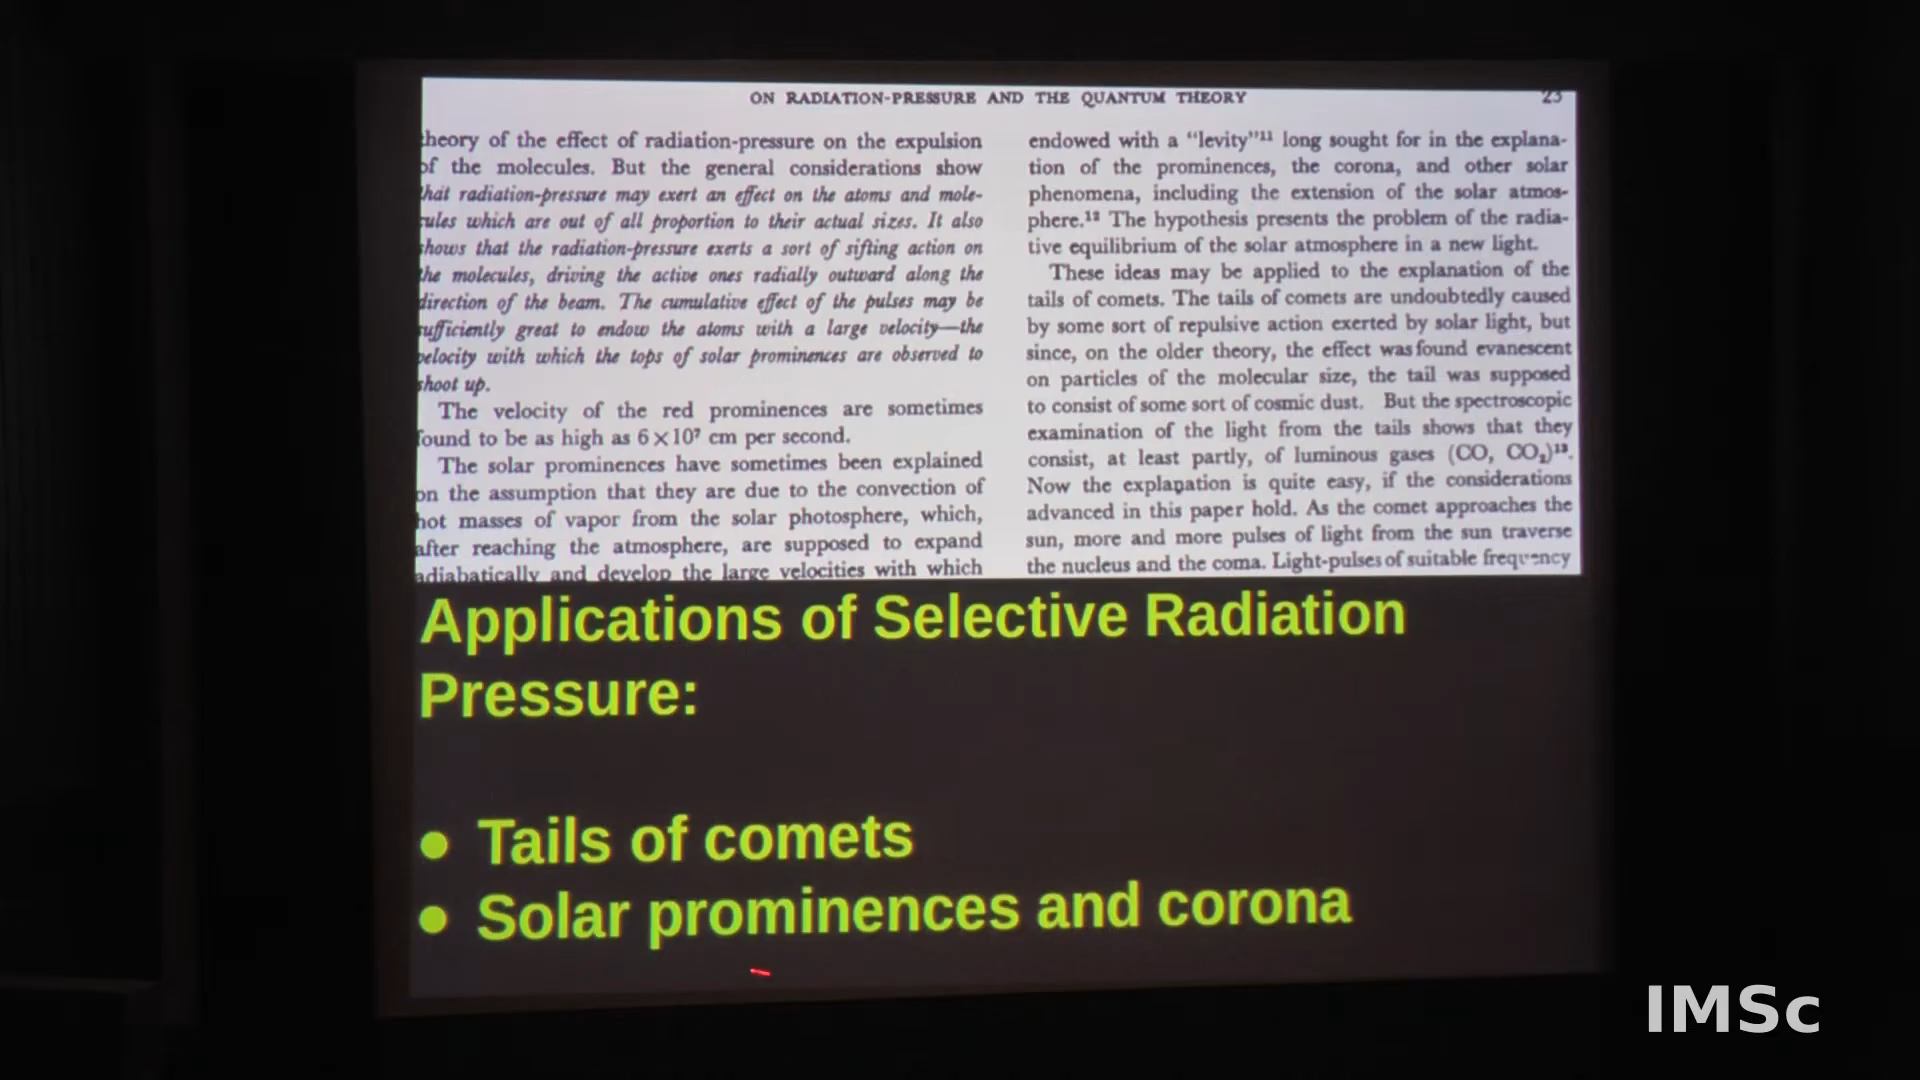 ON RADIATION-PRESSURE AND THE QUANTUM THEORY 23
theory of the effect of radiation-pressure on the expulsion
of the molecules. But the general considerations show
that radiation-pressure may exert an effect on the atoms and mole-
cules which are out of all proportion to their actual sizes. It also
shows that the radiation-pressure exerts a sort of sifting action on
the molecules, driving the active ones radially outward along the
direction of the beam. The cumulative effect of the pulses may be
sufficiently great to endow the atoms with a large velocity—the
velocity with which the tops of solar prominences are observed to
shoot up.
The velocity of the red prominences are sometimes
found to be as high as 6×10⁷ cm per second.
The solar prominences have sometimes been explained
on the assumption that they are due to the convection of
hot masses of vapor from the solar photosphere, which,
after reaching the atmosphere, are supposed to expand
adiabatically and develop the large velocities with which
endowed with a “levity”¹¹ long sought for in the explana-
tion of the prominences, the corona, and other solar
phenomena, including the extension of the solar atmos-
phere.¹² The hypothesis presents the problem of the radia-
tive equilibrium of the solar atmosphere in a new light.
These ideas may be applied to the explanation of the
tails of comets. The tails of comets are undoubtedly caused
by some sort of repulsive action exerted by solar light, but
since, on the older theory, the effect was found evanescent
on particles of the molecular size, the tail was supposed
to consist of some sort of cosmic dust. But the spectroscopic
examination of the light from the tails shows that they
consist, at least partly, of luminous gases (CO, CO₂)¹³.
Now the explanation is quite easy, if the considerations
advanced in this paper hold. As the comet approaches the
sun, more and more pulses of light from the sun traverse
the nucleus and the coma. Light-pulses of suitable frequency
Applications of Selective Radiation
Pressure:
● Tails of comets
● Solar prominences and corona
IMSc